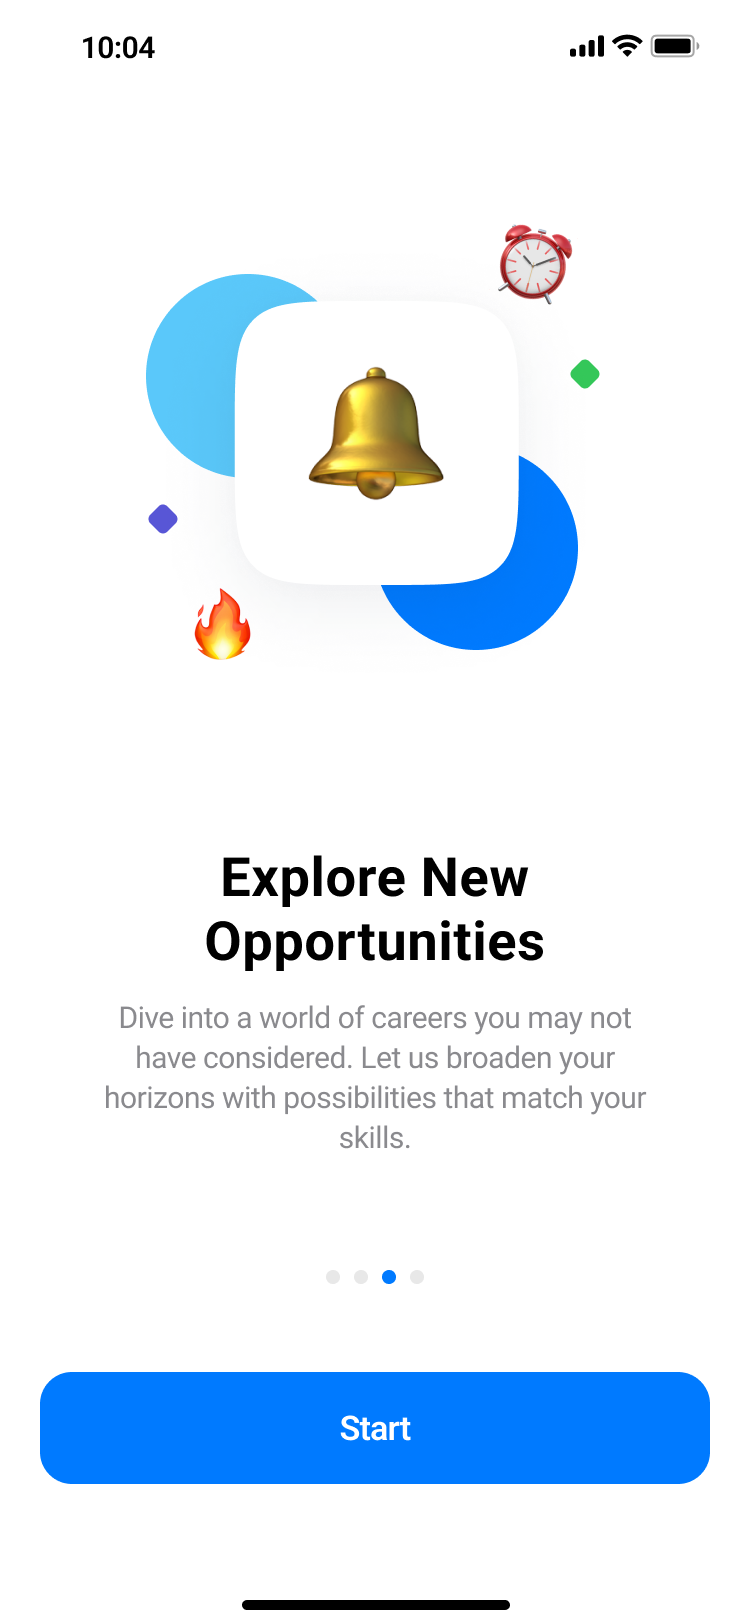 10:04
Explore New
Opportunities
Dive into a world of careers you may not
have considered. Let us broaden your
horizons with possibilities that match your
skills.
Start